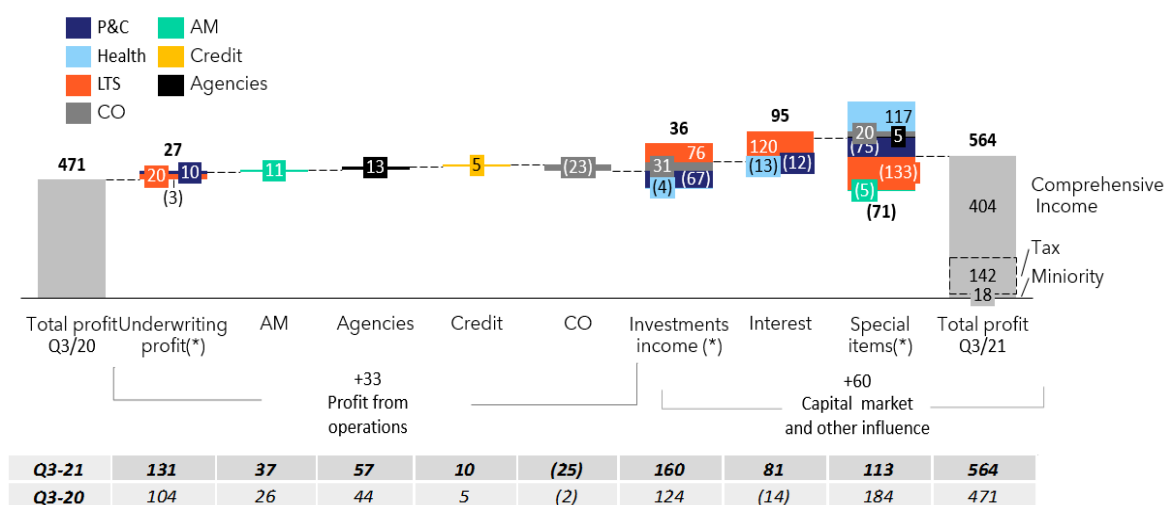 P&C
AM
Health
Credit
LTS
Agencies
CO
471
27
20
10
(3)
11
13
5
(23)
36
76
31
(4)
(67)
95
120
(13)
(12)
117
20
5
(75)
(133)
(5)
(71)
564
404
142
18
Comprehensive
Income
Tax
Miniority
Total profit
Q3/20
Underwriting
profit(*)
AM
Agencies
Credit
CO
Investments
income (*)
Interest
Special
items(*)
Total profit
Q3/21
+33
Profit from
operations
+60
Capital market
and other influence
Q3-21 131 37 57 10 (25) 160 81 113 564
Q3-20 104 26 44 5 (2) 124 (14) 184 471